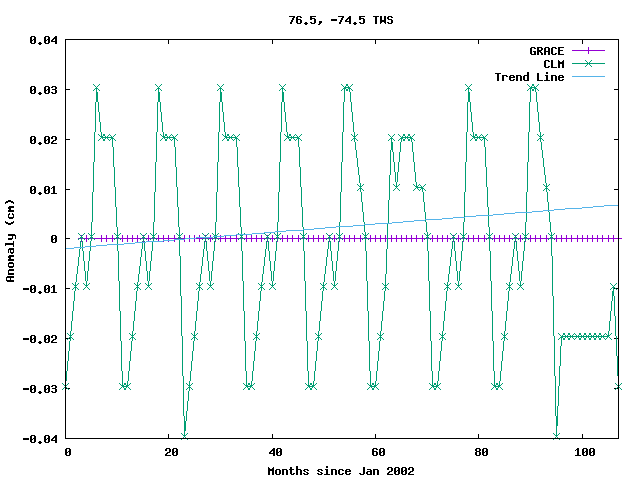 76.5, -74.5 TWS
0.04
GRACE
CLM
0.03
Trend Line
0.02
0.01
0
Anomaly (cm)
-0.01
-0.02
-0.03
-0.04
0 20 40 60 80 100
Months since Jan 2002